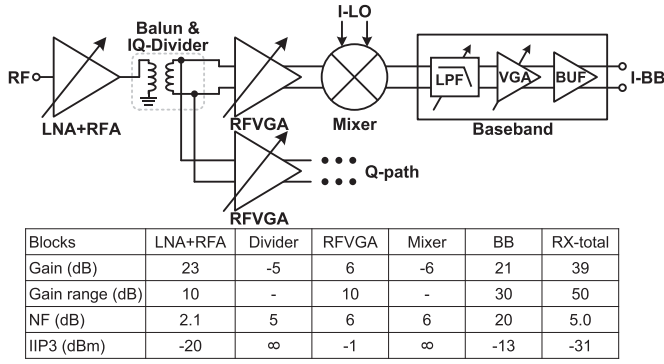 I-LO
Balun &
IQ-Divider
RF
LNA+RFA
RFVGA
Mixer
LPF
VGA
BUF
I-BB
Baseband
Q-path
RFVGA
Blocks LNA+RFA Divider RFVGA Mixer BB RX-total
Gain (dB) 23 -5 6 -6 21 39
Gain range (dB) 10 - 10 - 30 50
NF (dB) 2.1 5 6 6 20 5.0
IIP3 (dBm) -20 ∞ -1 ∞ -13 -31